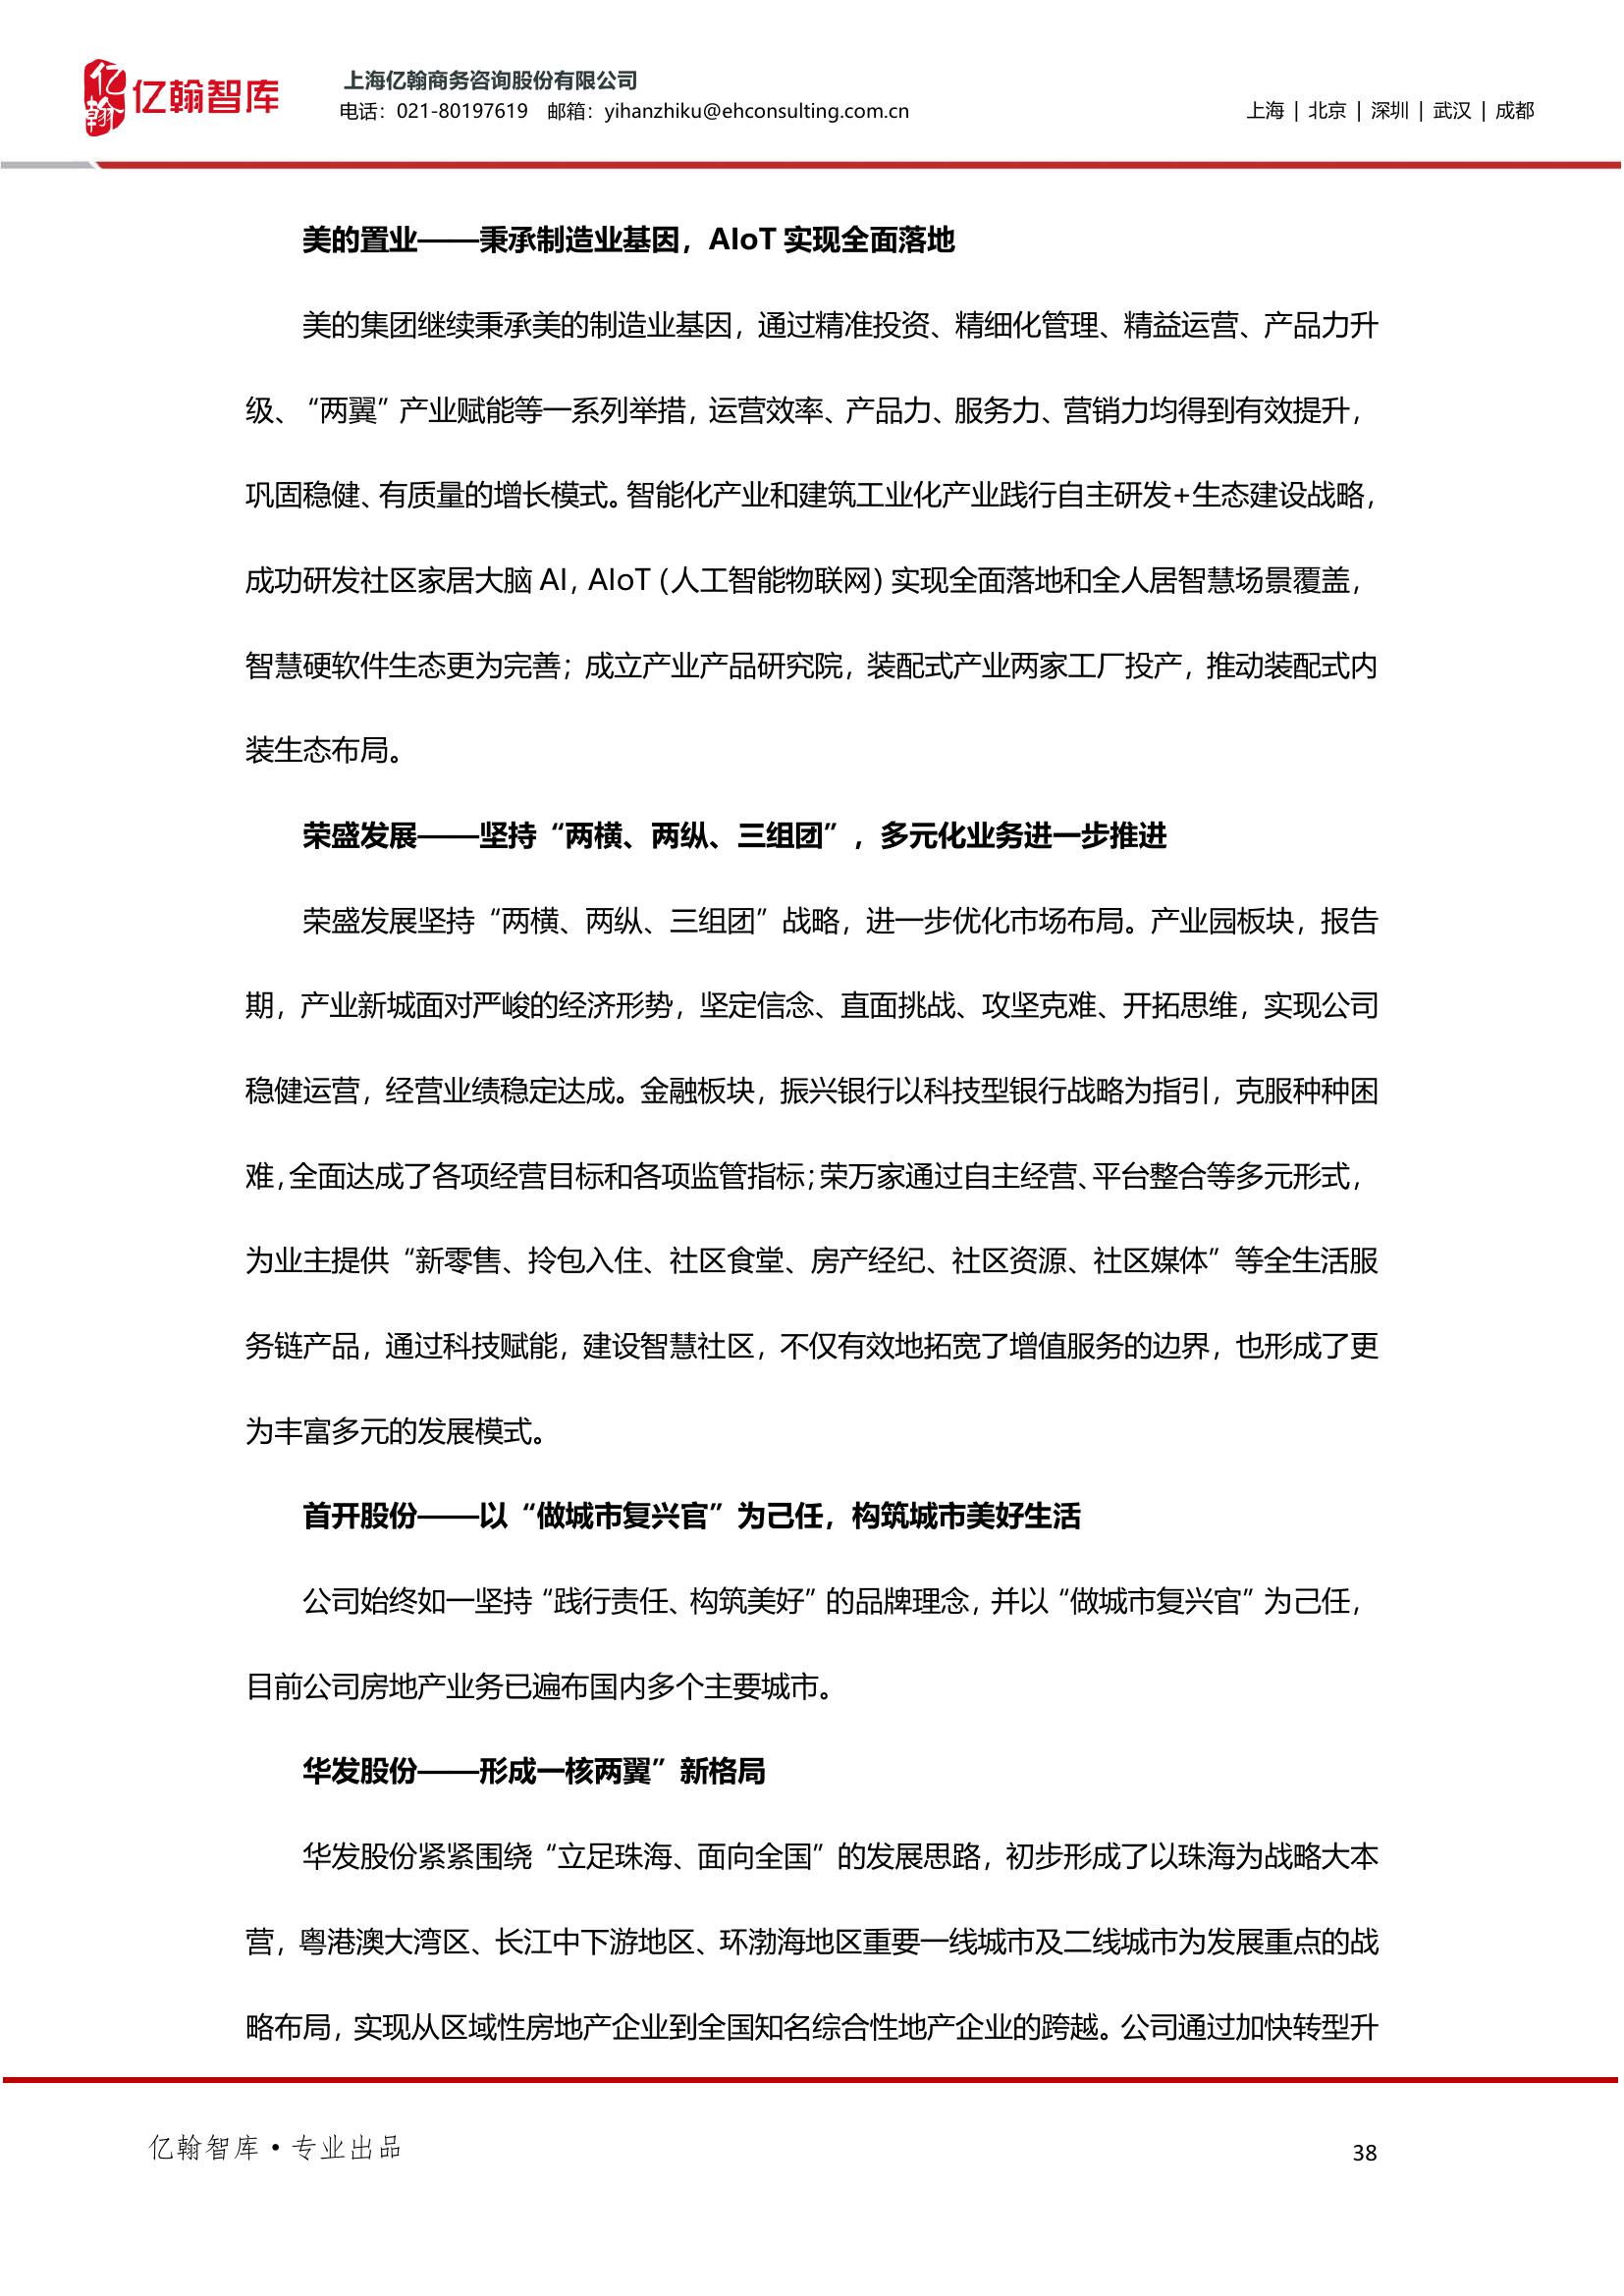 亿翰 亿翰智库
上海亿翰商务咨询股份有限公司
电话：021-80197619 邮箱：yihanzhiku@ehconsulting.com.cn
上海 | 北京 | 深圳 | 武汉 | 成都
美的置业——秉承制造业基因，AIoT 实现全面落地
美的集团继续秉承美的制造业基因，通过精准投资、精细化管理、精益运营、产品力升
级、“两翼”产业赋能等一系列举措，运营效率、产品力、服务力、营销力均得到有效提升，
巩固稳健、有质量的增长模式。智能化产业和建筑工业化产业践行自主研发+生态建设战略，
成功研发社区家居大脑 AI，AIoT（人工智能物联网）实现全面落地和全人居智慧场景覆盖，
智慧硬软件生态更为完善；成立产业产品研究院，装配式产业两家工厂投产，推动装配式内
装生态布局。
荣盛发展——坚持“两横、两纵、三组团”，多元化业务进一步推进
荣盛发展坚持“两横、两纵、三组团”战略，进一步优化市场布局。产业园板块，报告
期，产业新城面对严峻的经济形势，坚定信念、直面挑战、攻坚克难、开拓思维，实现公司
稳健运营，经营业绩稳定达成。金融板块，振兴银行以科技型银行战略为指引，克服种种困
难，全面达成了各项经营目标和各项监管指标；荣万家通过自主经营、平台整合等多元形式，
为业主提供“新零售、拎包入住、社区食堂、房产经纪、社区资源、社区媒体”等全生活服
务链产品，通过科技赋能，建设智慧社区，不仅有效地拓宽了增值服务的边界，也形成了更
为丰富多元的发展模式。
首开股份——以“做城市复兴官”为己任，构筑城市美好生活
公司始终如一坚持“践行责任、构筑美好”的品牌理念，并以“做城市复兴官”为己任，
目前公司房地产业务已遍布国内多个主要城市。
华发股份——形成一核两翼”新格局
华发股份紧紧围绕“立足珠海、面向全国”的发展思路，初步形成了以珠海为战略大本
营，粤港澳大湾区、长江中下游地区、环渤海地区重要一线城市及二线城市为发展重点的战
略布局，实现从区域性房地产企业到全国知名综合性地产企业的跨越。公司通过加快转型升
亿翰智库·专业出品
38